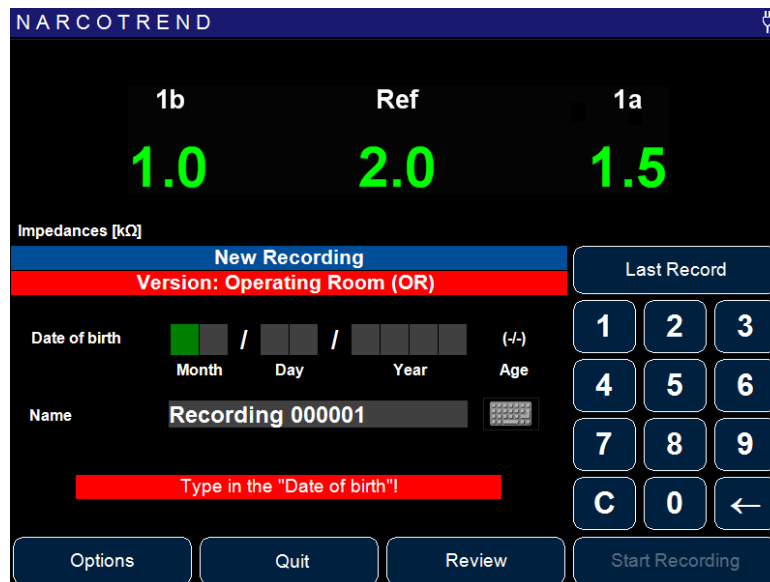 NARCOTREND
1b Ref 1a
1.0 2.0 1.5
Impedances [kΩ]
New Recording
Version: Operating Room (OR)
Last Record
Date of birth / / (-/-)
Month Day Year Age
Name Recording 000001
Type in the "Date of birth"!
1 2 3
4 5 6
7 8 9
C 0 ←
Options Quit Review Start Recording